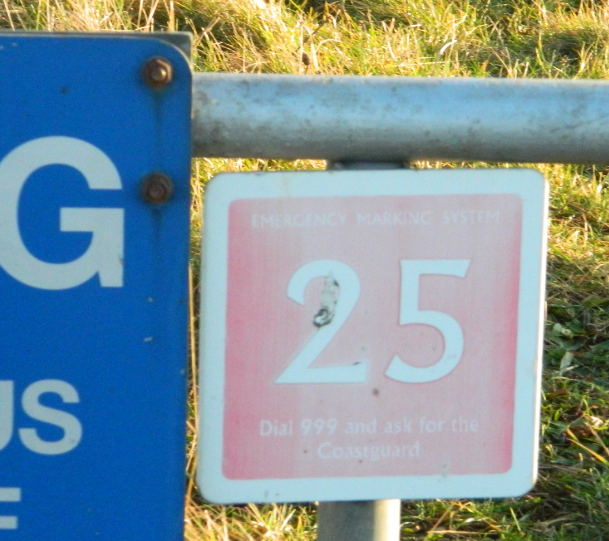 G
US
EMERGENCY MARKING SYSTEM
25
Dial 999 and ask for the
Coastguard